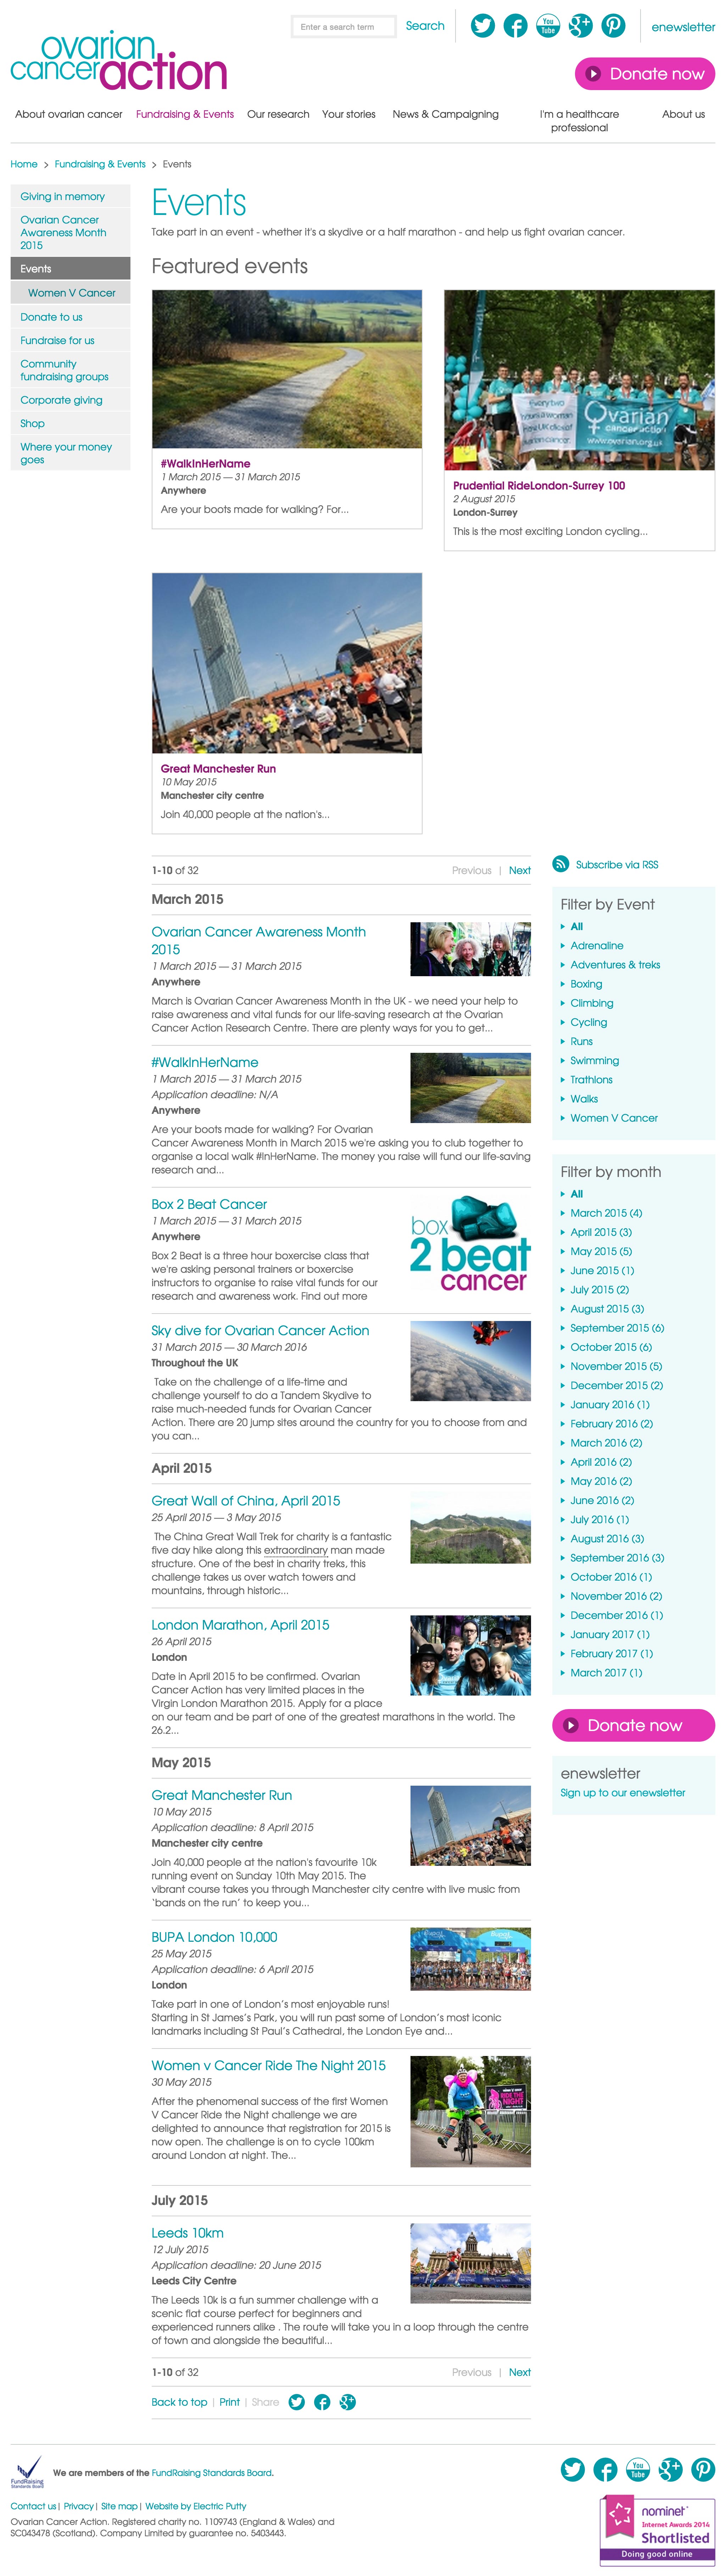 Enter a search term
Search
You
Tube
enewsletter
ovarian
canceraction
Donate now
About ovarian cancer
Fundraising & Events
Our research
Your stories
News & Campaigning
I'm a healthcare
professional
About us
Home > Fundraising & Events > Events
Giving in memory
Ovarian Cancer
Awareness Month
2015
Events
Women V Cancer
Donate to us
Fundraise for us
Community
fundraising groups
Corporate giving
Shop
Where your money
goes
Events
Take part in an event - whether it's a skydive or a half marathon - and help us fight ovarian cancer.
Featured events
#WalkInHerName
1 March 2015 — 31 March 2015
Anywhere
Are your boots made for walking? For...
Ovarian
cancer action
www.ovarian.org.uk
Prudential RideLondon-Surrey 100
2 August 2015
London-Surrey
This is the most exciting London cycling...
Great Manchester Run
10 May 2015
Manchester city centre
Join 40,000 people at the nation's...
1-10 of 32
Previous | Next
March 2015
Ovarian Cancer Awareness Month
2015
1 March 2015 — 31 March 2015
Anywhere
March is Ovarian Cancer Awareness Month in the UK - we need your help to
raise awareness and vital funds for our life-saving research at the Ovarian
Cancer Action Research Centre. There are plenty ways for you to get...
#WalkInHerName
1 March 2015 — 31 March 2015
Application deadline: N/A
Anywhere
Are your boots made for walking? For Ovarian
Cancer Awareness Month in March 2015 we're asking you to club together to
organise a local walk #InHerName. The money you raise will fund our life-saving
research and...
Box 2 Beat Cancer
1 March 2015 — 31 March 2015
Anywhere
Box 2 Beat is a three hour boxercise class that
we're asking personal trainers or boxercise
instructors to organise to raise vital funds for our
research and awareness work. Find out more
box
2 beat
cancer
Sky dive for Ovarian Cancer Action
31 March 2015 — 30 March 2016
Throughout the UK
Take on the challenge of a life-time and
challenge yourself to do a Tandem Skydive to
raise much-needed funds for Ovarian Cancer
Action. There are 20 jump sites around the country for you to choose from and
you can...
April 2015
Great Wall of China, April 2015
25 April 2015 — 3 May 2015
The China Great Wall Trek for charity is a fantastic
five day hike along this extraordinary man made
structure. One of the best in charity treks, this
challenge takes us over watch towers and
mountains, through historic...
London Marathon, April 2015
26 April 2015
London
Date in April 2015 to be confirmed. Ovarian
Cancer Action has very limited places in the
Virgin London Marathon 2015. Apply for a place
on our team and be part of one of the greatest marathons in the world. The
26.2...
May 2015
Great Manchester Run
10 May 2015
Application deadline: 8 April 2015
Manchester city centre
Join 40,000 people at the nation's favourite 10k
running event on Sunday 10th May 2015. The
vibrant course takes you through Manchester city centre with live music from
'bands on the run' to keep you...
BUPA London 10,000
25 May 2015
Application deadline: 6 April 2015
London
Take part in one of London's most enjoyable runs!
Starting in St James's Park, you will run past some of London's most iconic
landmarks including St Paul's Cathedral, the London Eye and...
Women v Cancer Ride The Night 2015
30 May 2015
After the phenomenal success of the first Women
V Cancer Ride the Night challenge we are
delighted to announce that registration for 2015 is
now open. The challenge is on to cycle 100km
around London at night. The...
RIDE THE
NIGHT
July 2015
Leeds 10km
12 July 2015
Application deadline: 20 June 2015
Leeds City Centre
The Leeds 10k is a fun summer challenge with a
scenic flat course perfect for beginners and
experienced runners alike . The route will take you in a loop through the centre
of town and alongside the beautiful...
1-10 of 32
Previous | Next
Back to top | Print | Share
Subscribe via RSS
Filter by Event
All
Adrenaline
Adventures & treks
Boxing
Climbing
Cycling
Runs
Swimming
Trathlons
Walks
Women V Cancer
Filter by month
All
March 2015 (4)
April 2015 (3)
May 2015 (5)
June 2015 (1)
July 2015 (2)
August 2015 (3)
September 2015 (6)
October 2015 (6)
November 2015 (5)
December 2015 (2)
January 2016 (1)
February 2016 (2)
March 2016 (2)
April 2016 (2)
May 2016 (2)
June 2016 (2)
July 2016 (1)
August 2016 (3)
September 2016 (3)
October 2016 (1)
November 2016 (2)
December 2016 (1)
January 2017 (1)
February 2017 (1)
March 2017 (1)
Donate now
enewsletter
Sign up to our enewsletter
FundRaising
Standards Board
We are members of the FundRaising Standards Board.
You
Tube
Contact us | Privacy | Site map | Website by Electric Putty
Ovarian Cancer Action. Registered charity no. 1109743 (England & Wales) and
SC043478 (Scotland). Company Limited by guarantee no. 5403443.
nominet
Internet Awards 2014
Shortlisted
Doing good online